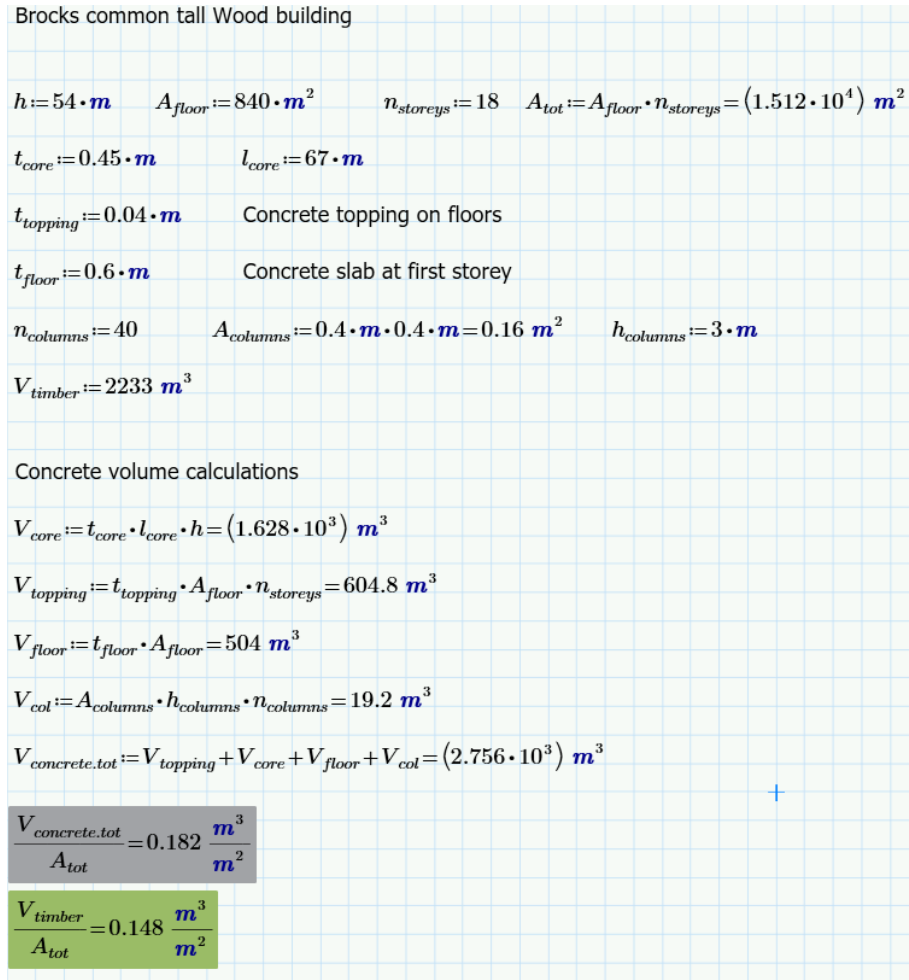 Brocks common tall Wood building
h:=54·m A_floor:=840·m² n_storeys:=18 A_tot:=A_floor·n_storeys=(1.512·10⁴) m²
t_core:=0.45·m l_core:=67·m
t_topping:=0.04·m Concrete topping on floors
t_floor:=0.6·m Concrete slab at first storey
n_columns:=40 A_columns:=0.4·m·0.4·m=0.16 m² h_columns:=3·m
V_timber:=2233 m³
Concrete volume calculations
V_core:=t_core·l_core·h=(1.628·10³) m³
V_topping:=t_topping·A_floor·n_storeys=604.8 m³
V_floor:=t_floor·A_floor=504 m³
V_col:=A_columns·h_columns·n_columns=19.2 m³
V_concrete.tot:=V_topping+V_core+V_floor+V_col=(2.756·10³) m³
V_concrete.tot/A_tot=0.182 m³/m²
V_timber/A_tot=0.148 m³/m²